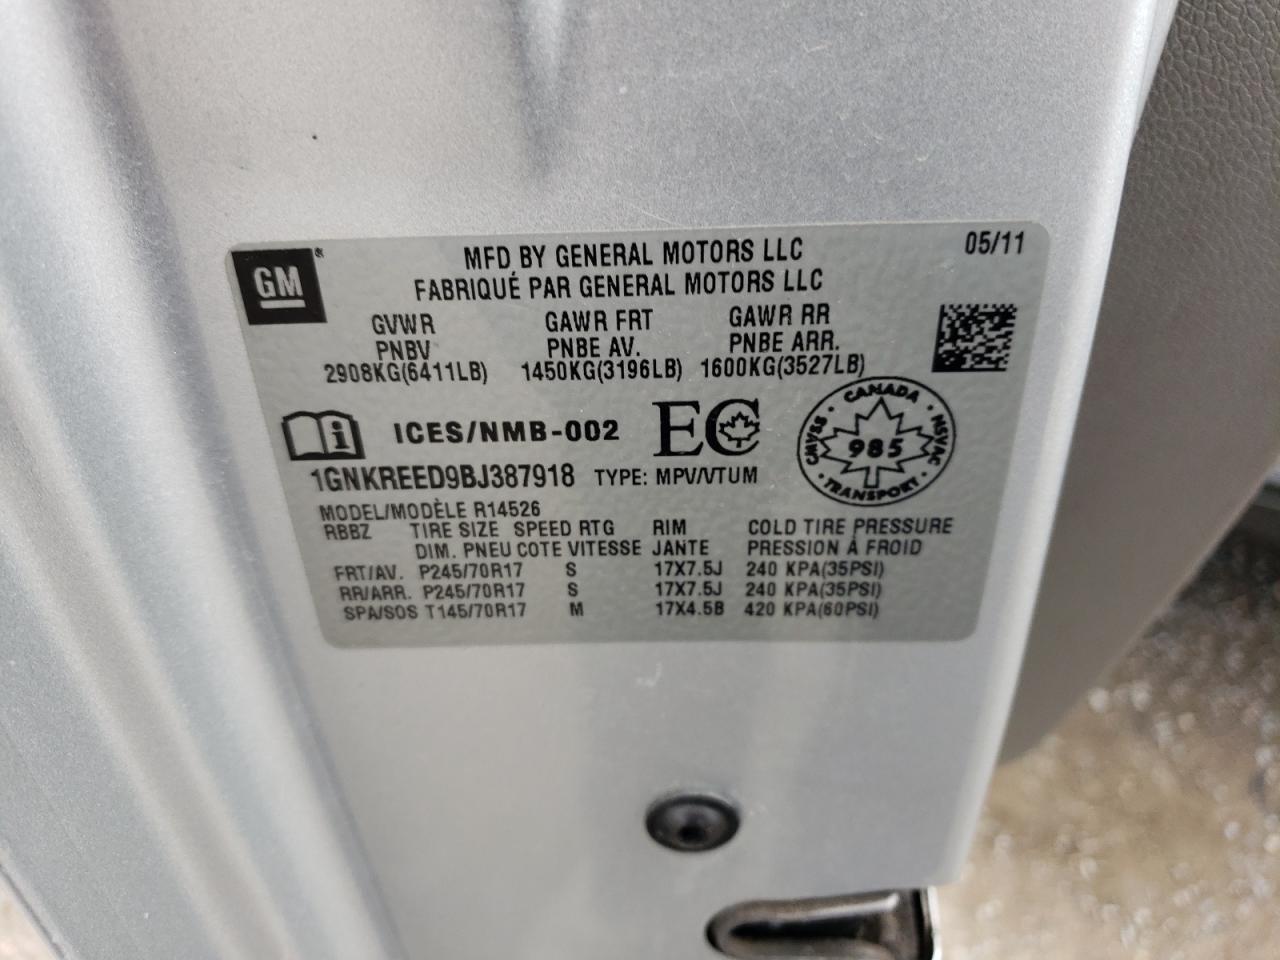 GM®
MFD BY GENERAL MOTORS LLC 05/11
FABRIQUÉ PAR GENERAL MOTORS LLC
GVWR GAWR FRT GAWR RR
PNBV PNBE AV. PNBE ARR.
2908KG(6411LB) 1450KG(3196LB) 1600KG(3527LB)
i ICES/NMB-002 EC
CANADA
CMVSS 985 NSVAC
TRANSPORT
1GNKREED9BJ387918 TYPE: MPV/VTUM
MODEL/MODÈLE R14526
RBBZ TIRE SIZE SPEED RTG RIM COLD TIRE PRESSURE
DIM. PNEU COTE VITESSE JANTE PRESSION À FROID
FRT/AV. P245/70R17 S 17X7.5J 240 KPA(35PSI)
RR/ARR. P245/70R17 S 17X7.5J 240 KPA(35PSI)
SPA/SOS T145/70R17 M 17X4.5B 420 KPA(60PSI)